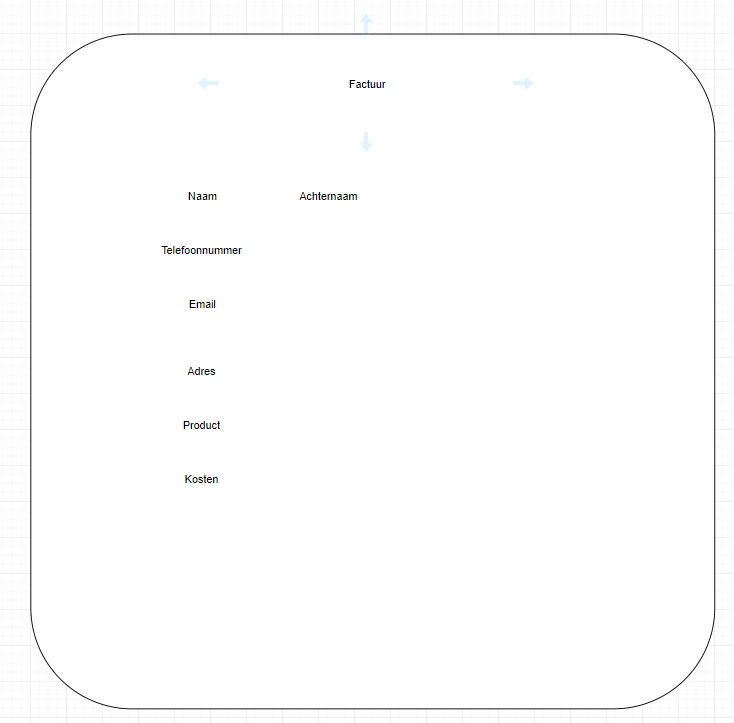 Factuur
Naam Achternaam
Telefoonnummer
Email
Adres
Product
Kosten